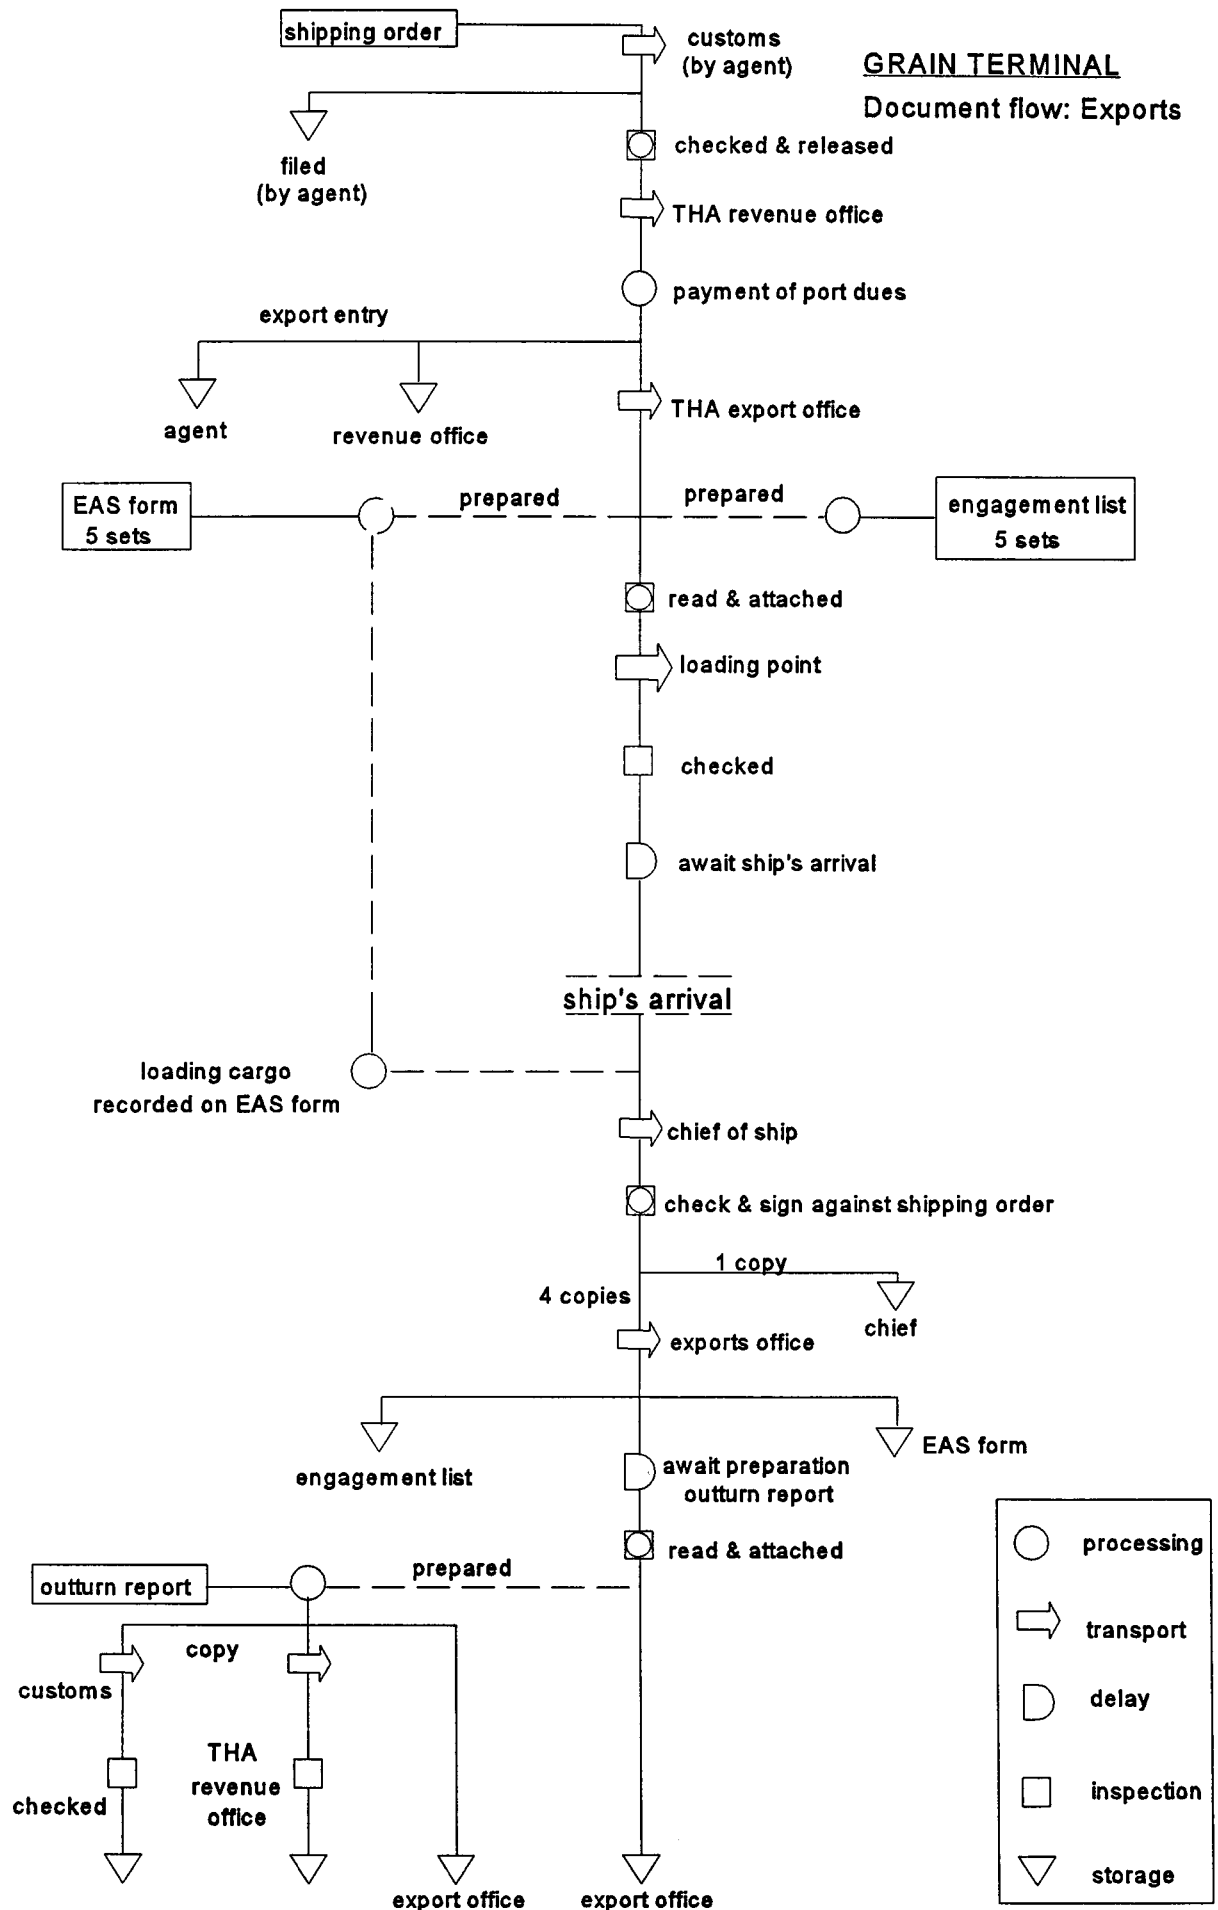 shipping order
customs
(by agent)
GRAIN TERMINAL
Document flow: Exports
filed
(by agent)
checked & released
THA revenue office
payment of port dues
export entry
agent
revenue office
THA export office
EAS form
5 sets
prepared
prepared
engagement list
5 sets
read & attached
loading point
checked
await ship's arrival
ship's arrival
loading cargo
recorded on EAS form
chief of ship
check & sign against shipping order
1 copy
4 copies
chief
exports office
engagement list
EAS form
await preparation
outturn report
read & attached
outturn report
prepared
copy
customs
THA
revenue
office
checked
export office
export office
processing
transport
delay
inspection
storage